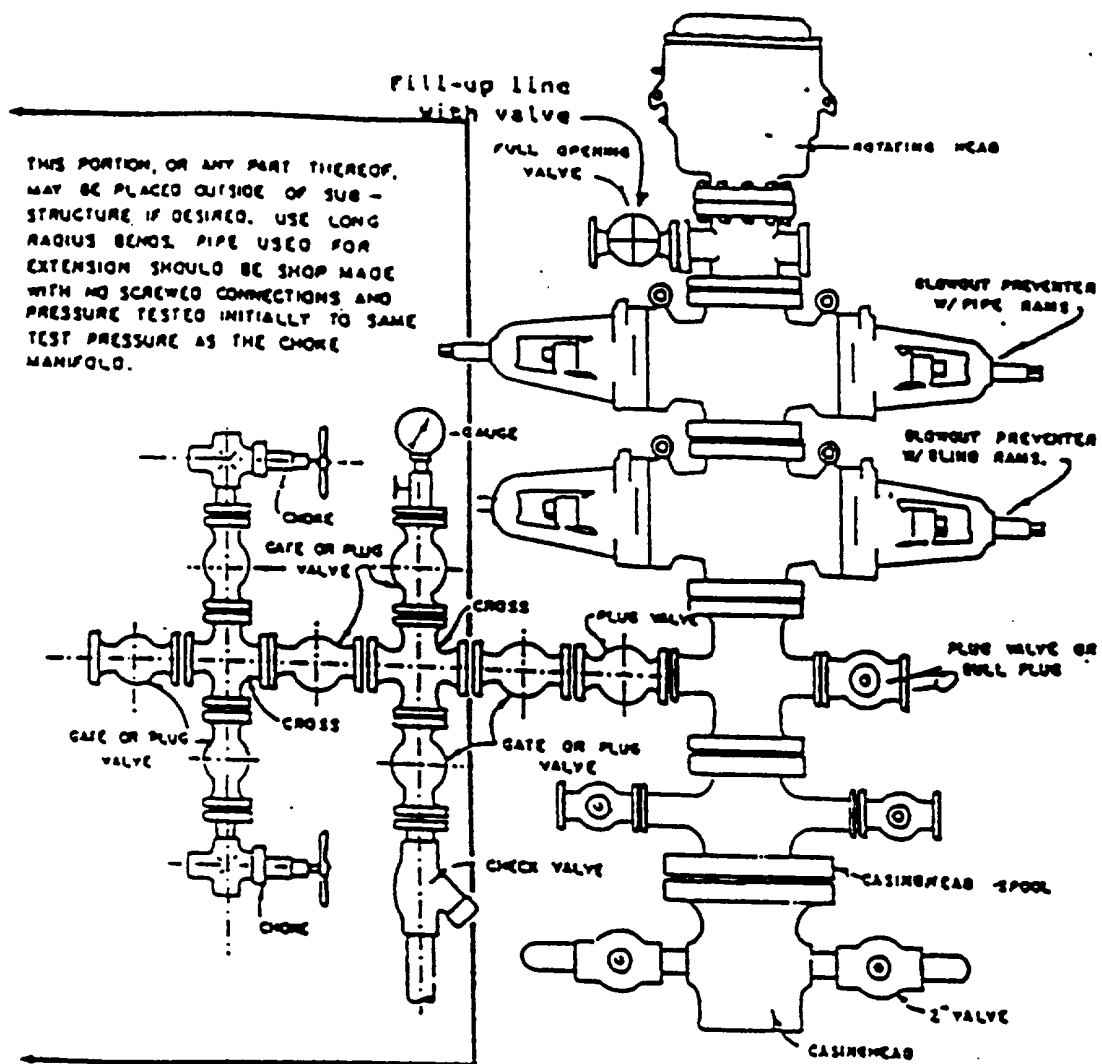 Fill-up line
with valve
FULL OPENING
VALVE
ROTATING HEAD
THIS PORTION, OR ANY PART THEREOF,
MAY BE PLACED OUTSIDE OF SUB-
STRUCTURE IF DESIRED. USE LONG
RADIUS BENDS. PIPE USED FOR
EXTENSION SHOULD BE SHOP MADE
WITH NO SCREWED CONNECTIONS AND
PRESSURE TESTED INITIALLY TO SAME
TEST PRESSURE AS THE CHOKE
MANIFOLD.
BLOWOUT PREVENTER
W/PIPE RAMS.
GAUGE
BLOWOUT PREVENTER
W/BLIND RAMS.
CHOKE
GATE OR PLUG
VALVE
CROSS
PLUG VALVE
PLUG VALVE OR
BULL PLUG
CROSS
GATE OR PLUG
VALVE
GATE OR PLUG
VALVE
CHECK VALVE
CASINGHEAD SPOOL
CHOKE
2" VALVE
CASINGHEAD